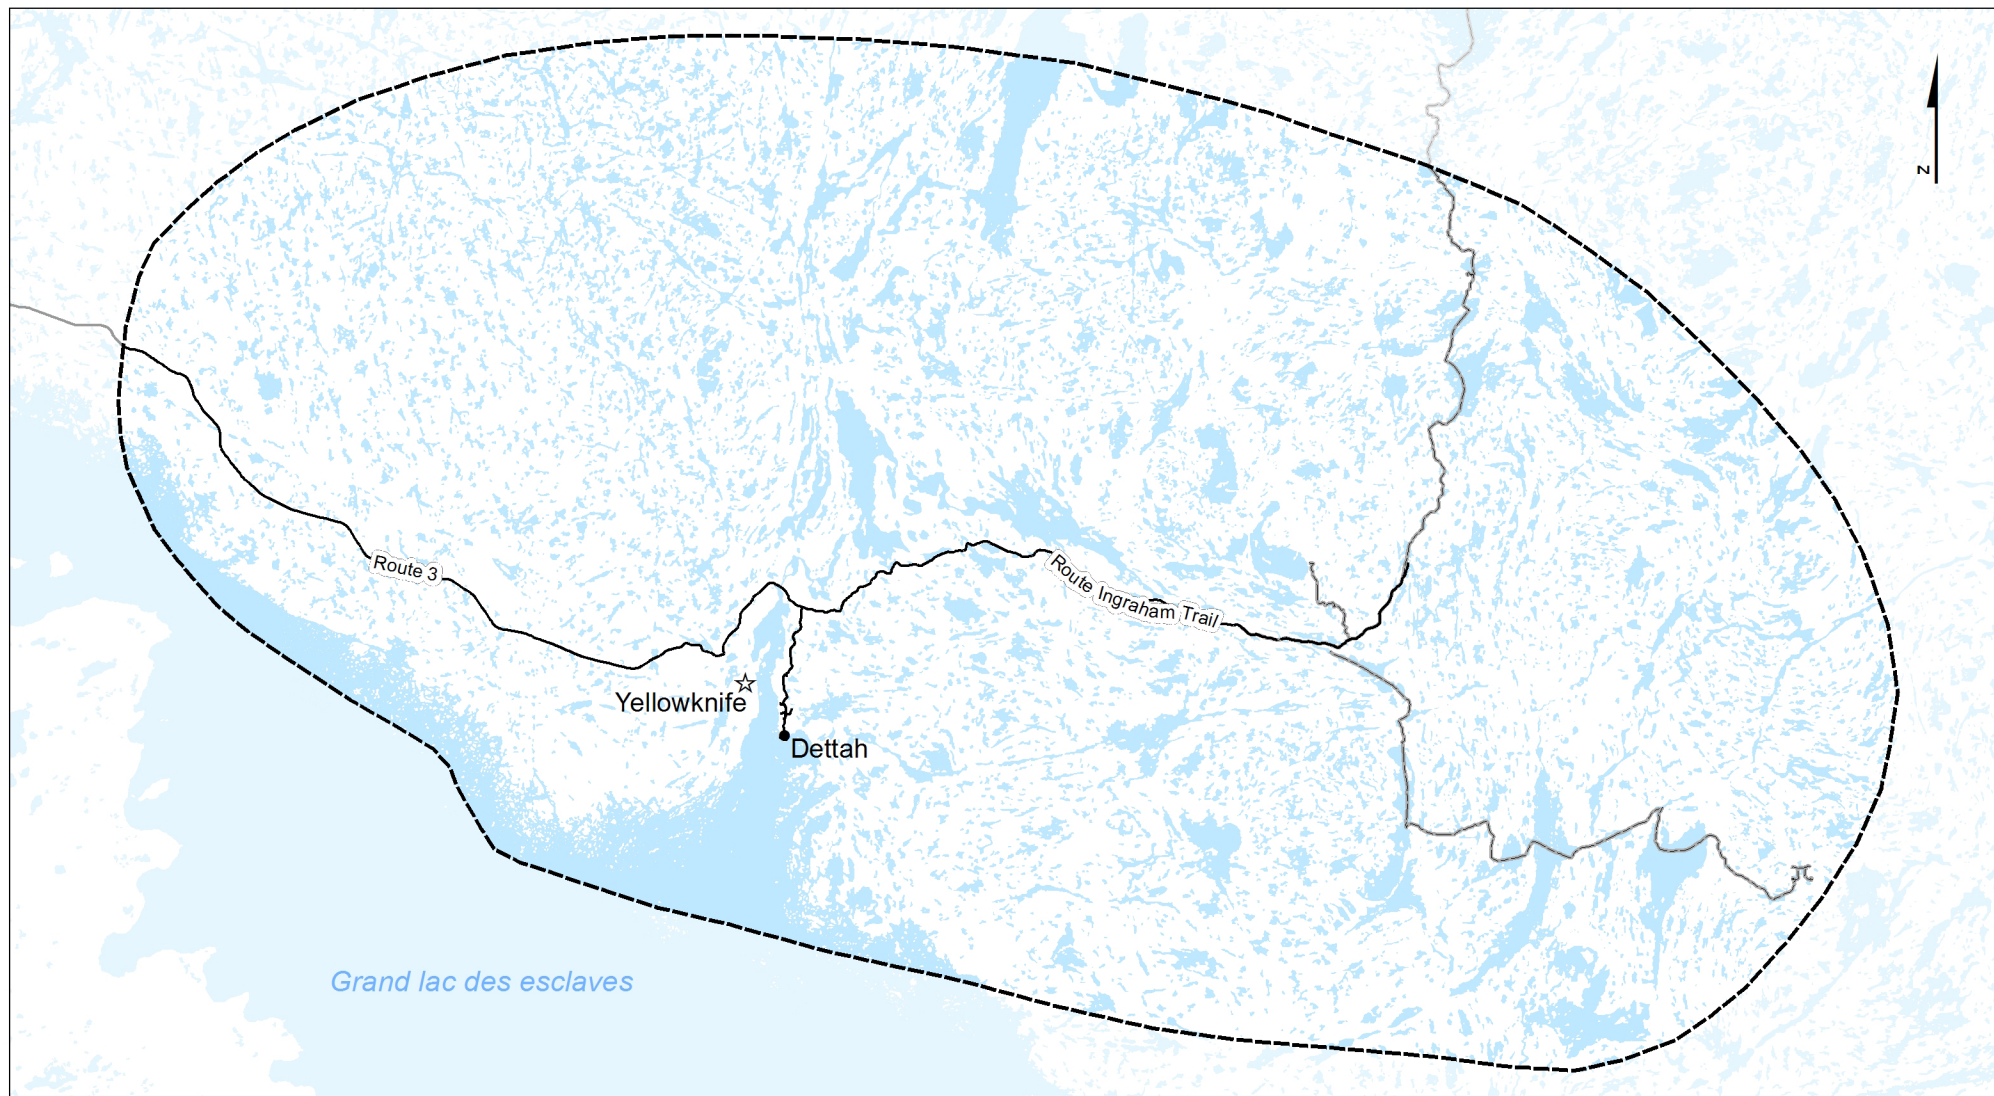 N
Route 3
Route Ingraham Trail
Yellowknife
Dettah
Grand lac des esclaves